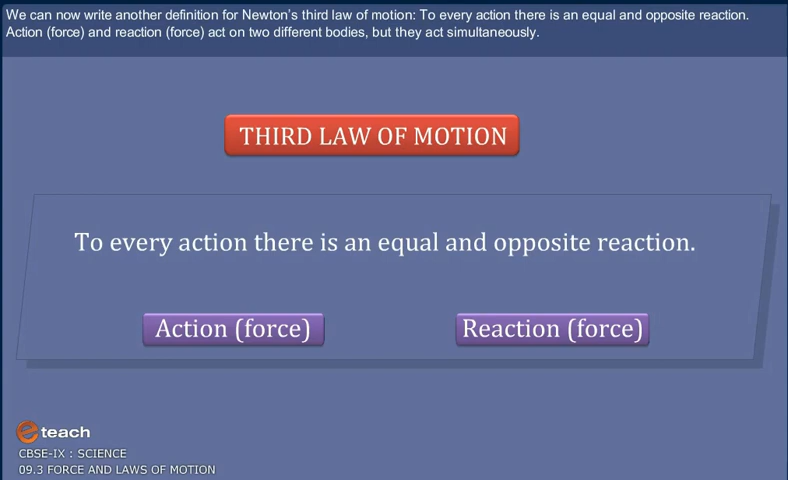 We can now write another definition for Newton's third law of motion: To every action there is an equal and opposite reaction.
Action (force) and reaction (force) act on two different bodies, but they act simultaneously.
THIRD LAW OF MOTION
To every action there is an equal and opposite reaction.
Action (force) Reaction (force)
e teach
CBSE-IX : SCIENCE
09.3 FORCE AND LAWS OF MOTION